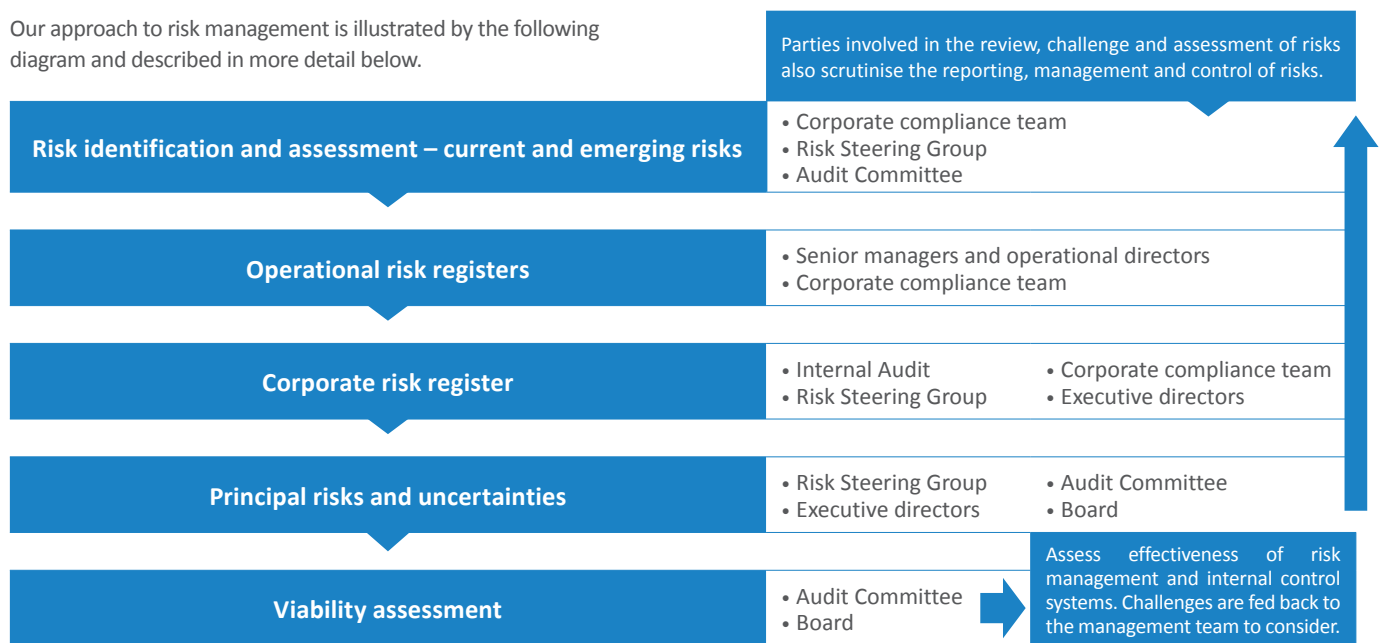 Our approach to risk management is illustrated by the following
diagram and described in more detail below.
Parties involved in the review, challenge and assessment of risks
also scrutinise the reporting, management and control of risks.
Risk identification and assessment – current and emerging risks
• Corporate compliance team
• Risk Steering Group
• Audit Committee
Operational risk registers
• Senior managers and operational directors
• Corporate compliance team
Corporate risk register
• Internal Audit
• Risk Steering Group
• Corporate compliance team
• Executive directors
Principal risks and uncertainties
• Risk Steering Group
• Executive directors
• Audit Committee
• Board
Viability assessment
• Audit Committee
• Board
Assess effectiveness of risk
management and internal control
systems. Challenges are fed back to
the management team to consider.